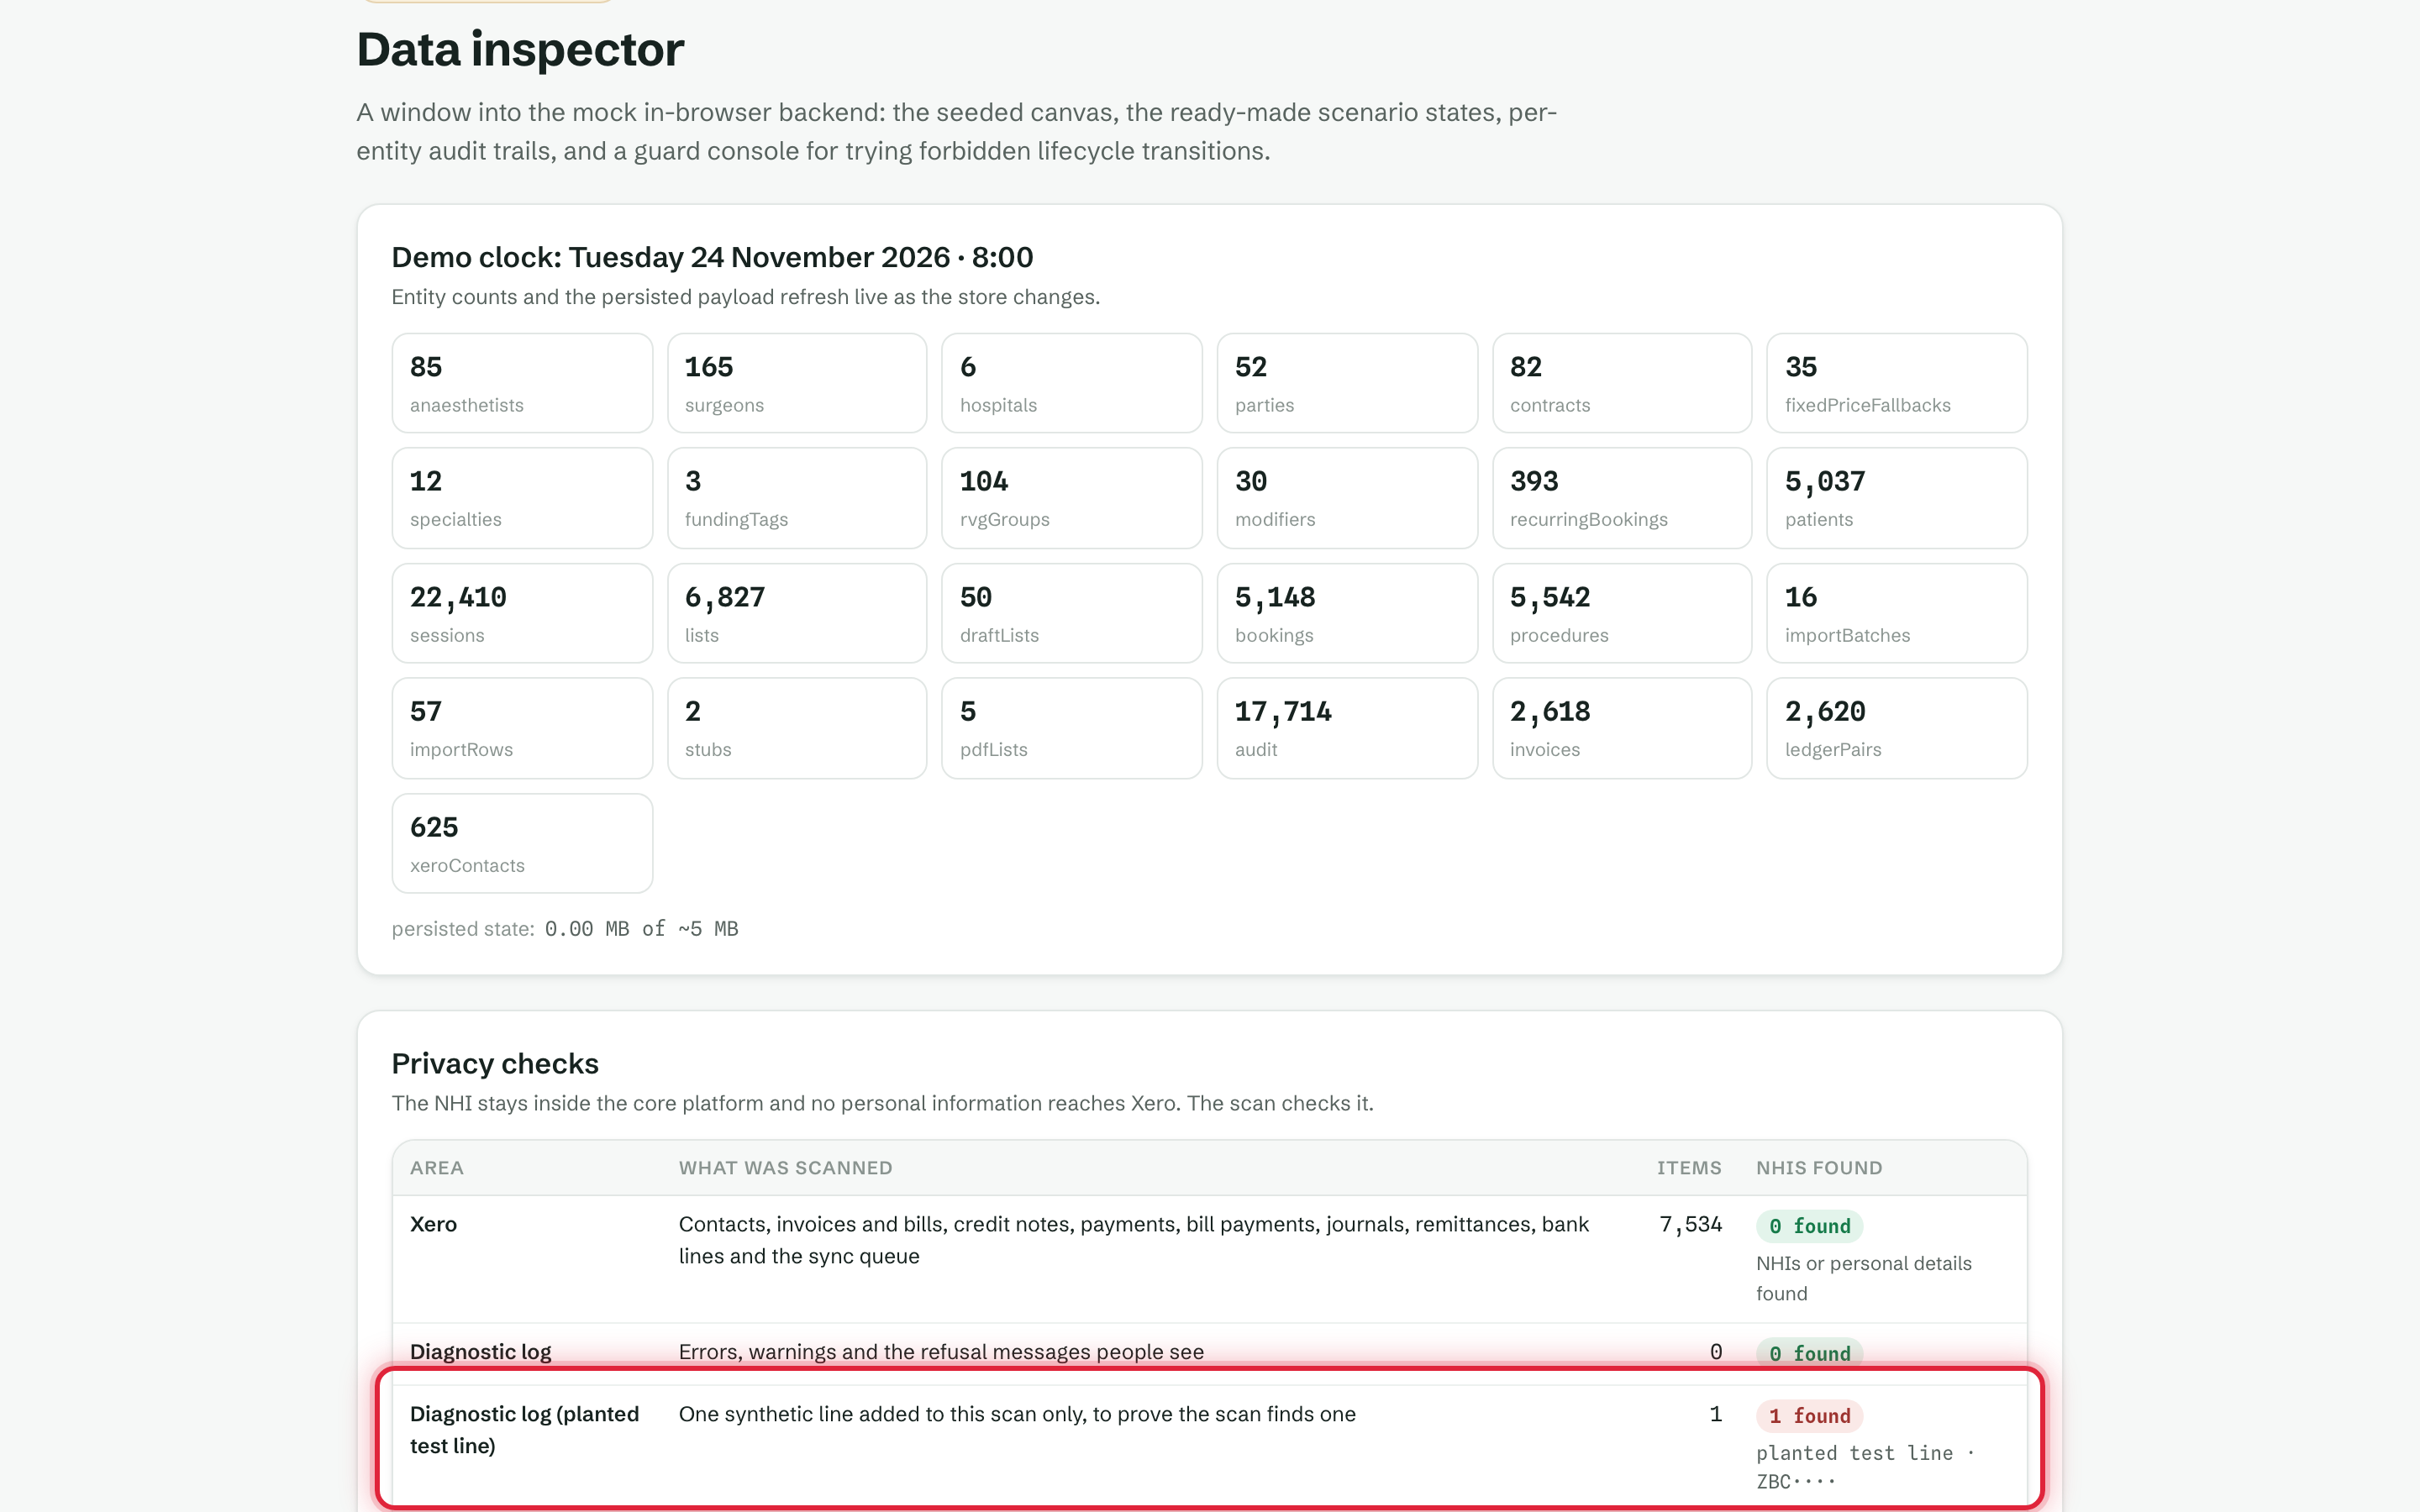 Data inspector
A window into the mock in-browser backend: the seeded canvas, the ready-made scenario states, per-
entity audit trails, and a guard console for trying forbidden lifecycle transitions.
Demo clock: Tuesday 24 November 2026 · 8:00
Entity counts and the persisted payload refresh live as the store changes.
85
anaesthetists
165
surgeons
6
hospitals
52
parties
82
contracts
35
fixedPriceFallbacks
12
specialties
3
fundingTags
104
rvgGroups
30
modifiers
393
recurringBookings
5,037
patients
22,410
sessions
6,827
lists
50
draftLists
5,148
bookings
5,542
procedures
16
importBatches
57
importRows
2
stubs
5
pdfLists
17,714
audit
2,618
invoices
2,620
ledgerPairs
625
xeroContacts
persisted state: 0.00 MB of ~5 MB
Privacy checks
The NHI stays inside the core platform and no personal information reaches Xero. The scan checks it.
AREA WHAT WAS SCANNED ITEMS NHIS FOUND
Xero Contacts, invoices and bills, credit notes, payments, bill payments, journals, remittances, bank 7,534 0 found
lines and the sync queue
NHIs or personal details
found
Diagnostic log Errors, warnings and the refusal messages people see 0 0 found
Diagnostic log (planted One synthetic line added to this scan only, to prove the scan finds one 1 1 found
test line)
planted test line ·
ZBC····